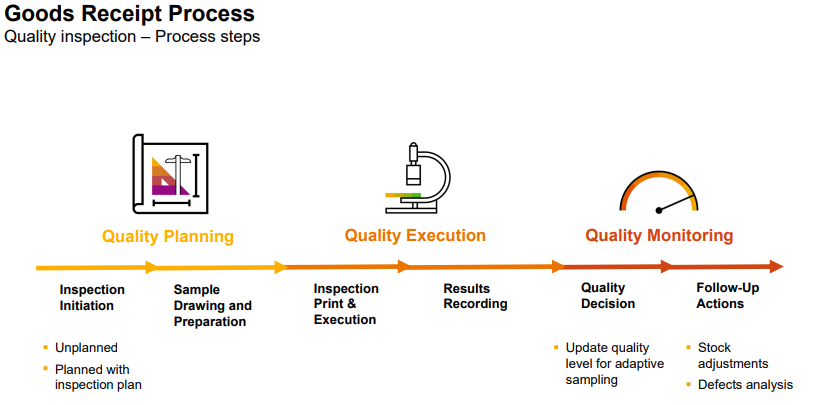 Goods Receipt Process
Quality inspection – Process steps
Quality Planning
Quality Execution
Quality Monitoring
Inspection
Initiation
Sample
Drawing and
Preparation
Inspection
Print &
Execution
Results
Recording
Quality
Decision
Follow-Up
Actions
▪ Unplanned
▪ Planned with
inspection plan
▪ Update quality
level for adaptive
sampling
▪ Stock
adjustments
▪ Defects analysis